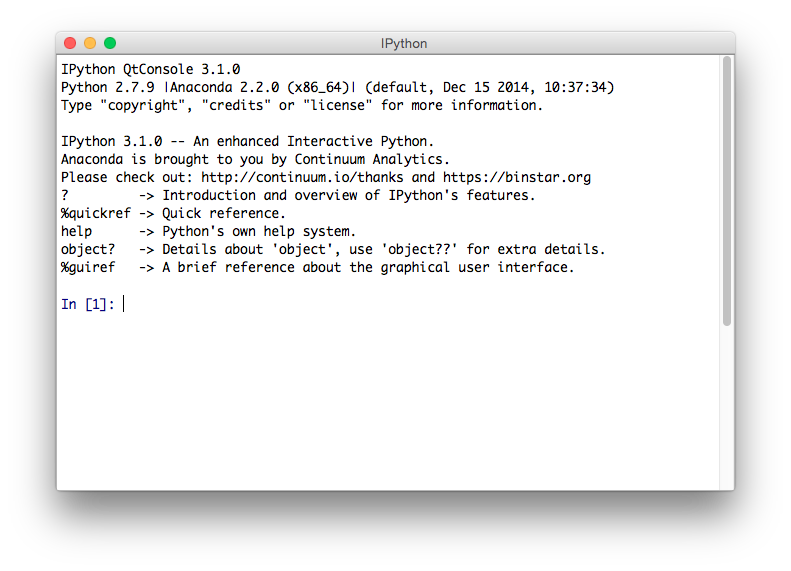 IPython
IPython QtConsole 3.1.0
Python 2.7.9 |Anaconda 2.2.0 (x86_64)| (default, Dec 15 2014, 10:37:34)
Type "copyright", "credits" or "license" for more information.

IPython 3.1.0 -- An enhanced Interactive Python.
Anaconda is brought to you by Continuum Analytics.
Please check out: http://continuum.io/thanks and https://binstar.org
?         -> Introduction and overview of IPython's features.
%quickref -> Quick reference.
help      -> Python's own help system.
object?   -> Details about 'object', use 'object??' for extra details.
%guiref   -> A brief reference about the graphical user interface.

In [1]: